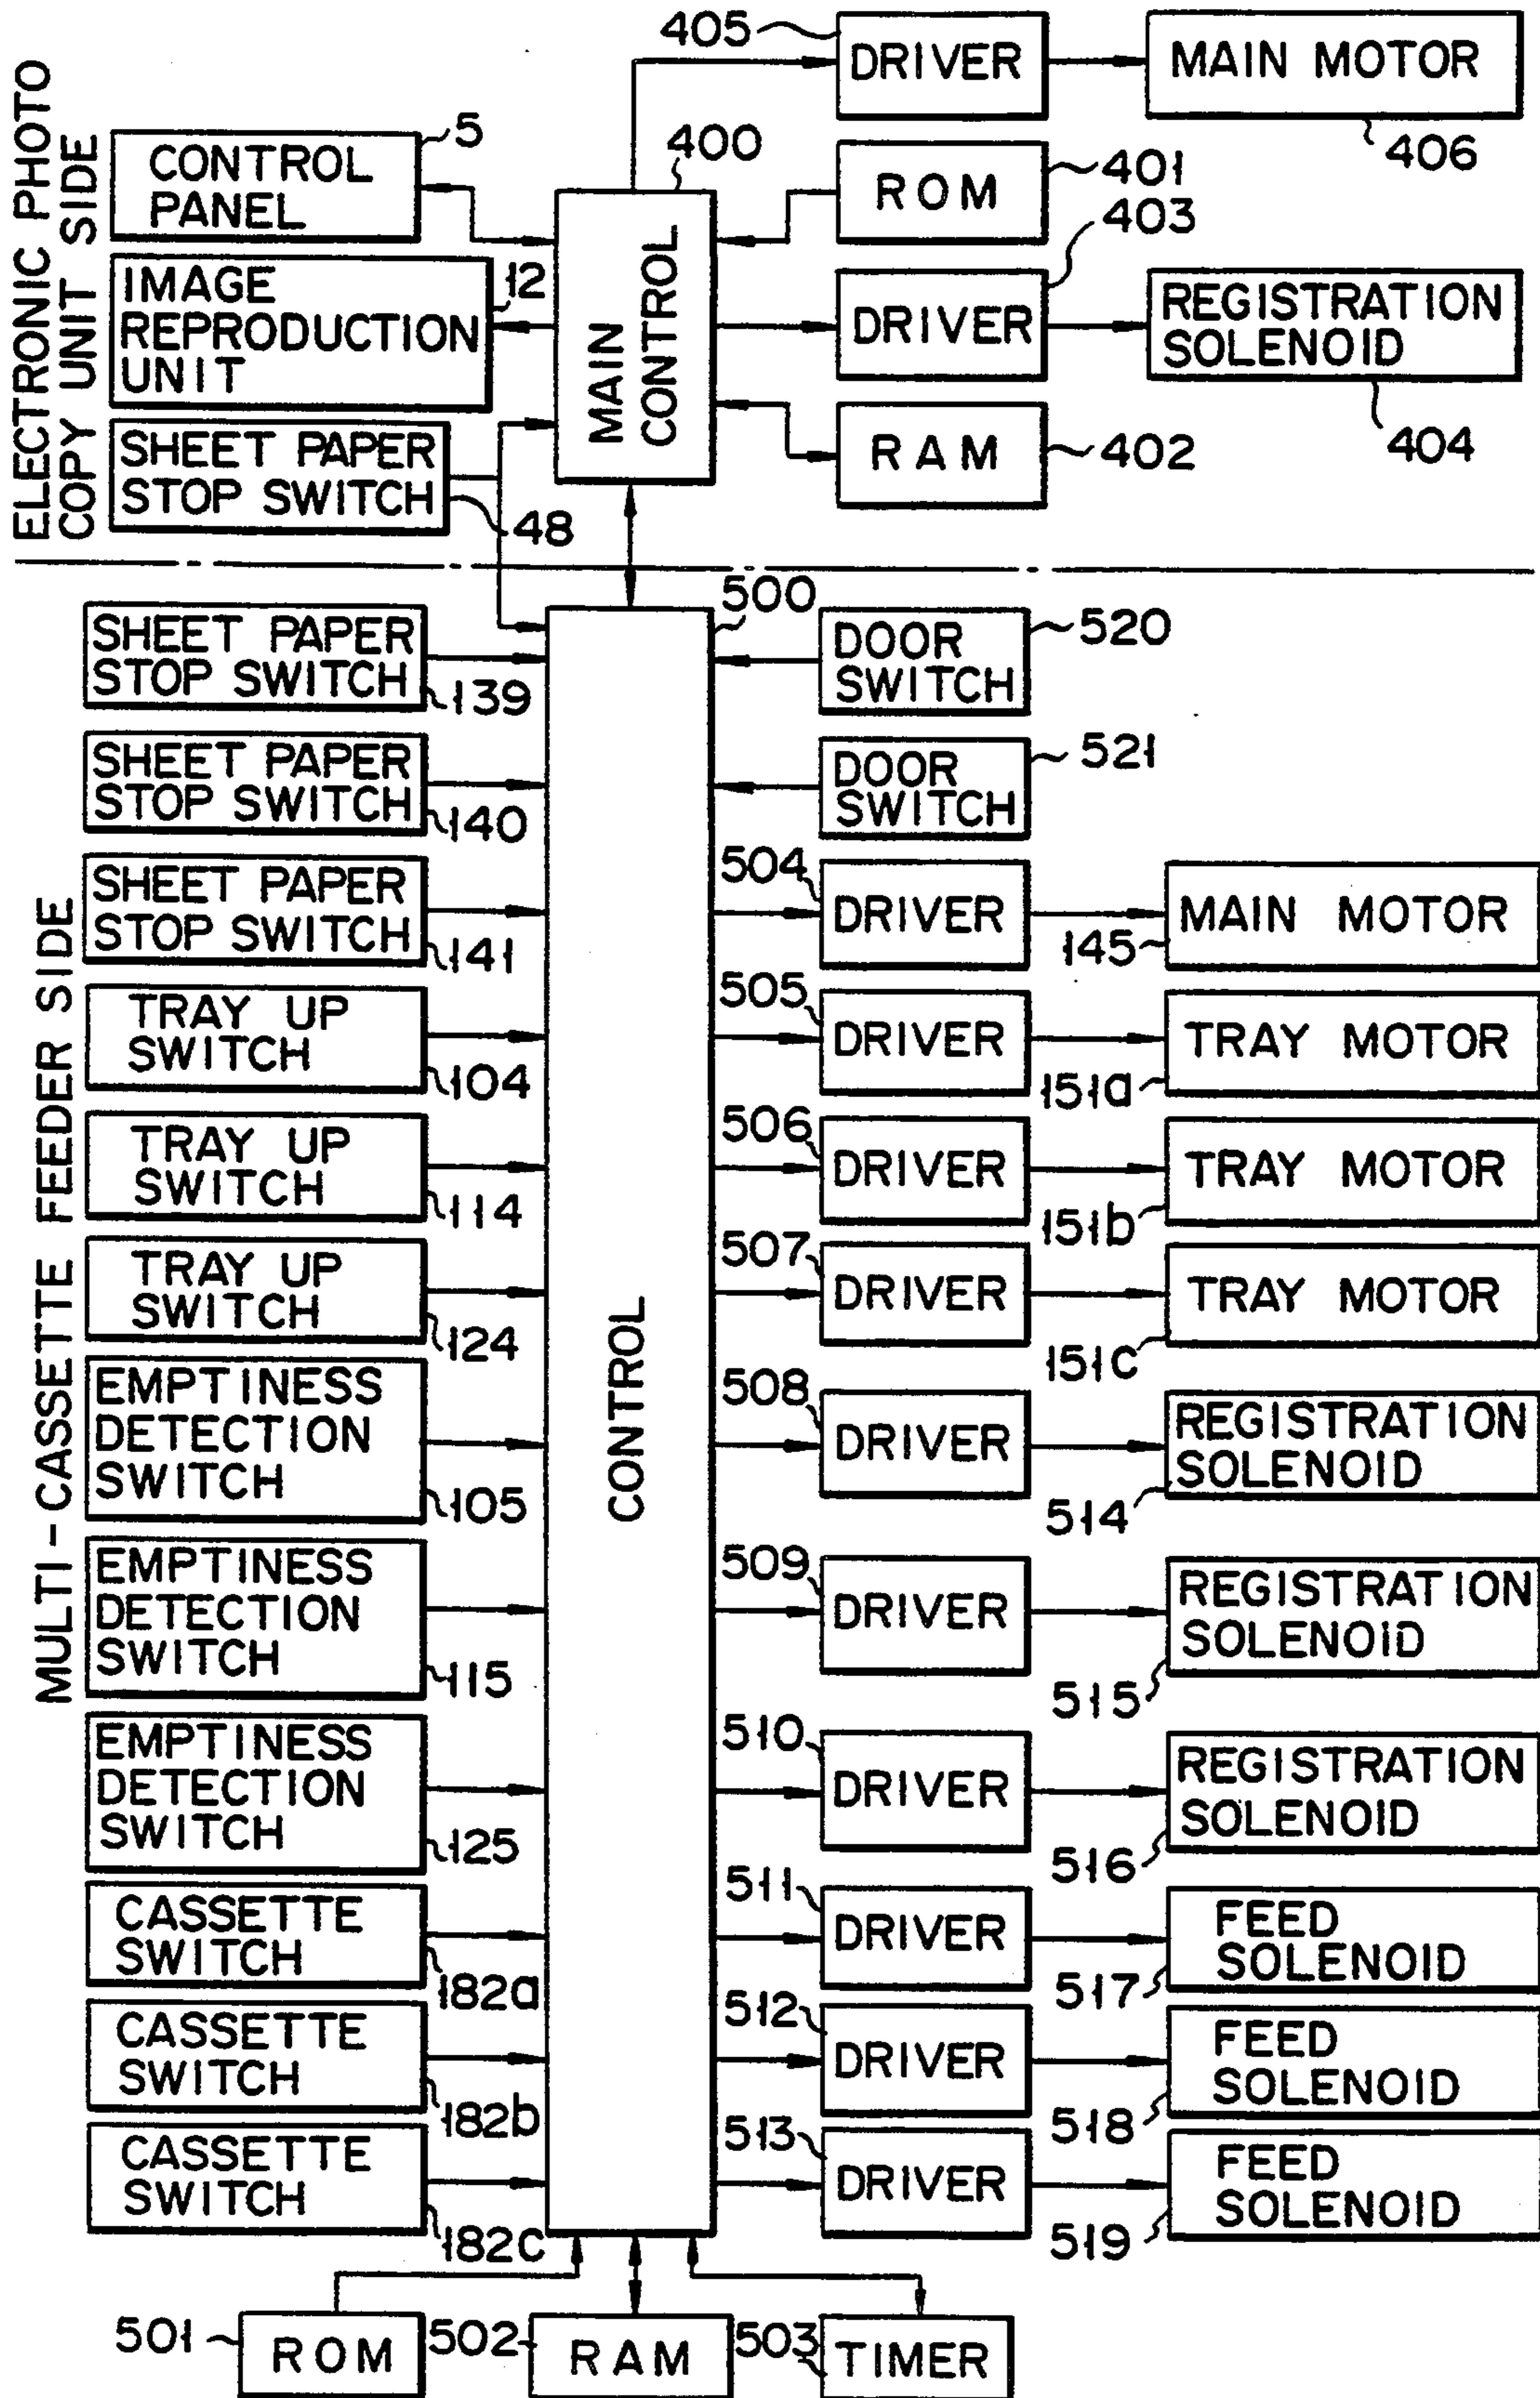 ELECTRONIC PHOTO
COPY UNIT SIDE
5
CONTROL
PANEL
12
IMAGE
REPRODUCTION
UNIT
SHEET PAPER
STOP SWITCH
48
400
MAIN
CONTROL
405
DRIVER
MAIN MOTOR
406
ROM
401
403
DRIVER
REGISTRATION
SOLENOID
404
RAM
402
MULTI-CASSETTE FEEDER SIDE
SHEET PAPER
STOP SWITCH
139
SHEET PAPER
STOP SWITCH
140
SHEET PAPER
STOP SWITCH
141
TRAY UP
SWITCH
104
TRAY UP
SWITCH
114
TRAY UP
SWITCH
124
EMPTINESS
DETECTION
SWITCH
105
EMPTINESS
DETECTION
SWITCH
115
EMPTINESS
DETECTION
SWITCH
125
CASSETTE
SWITCH
182a
CASSETTE
SWITCH
182b
CASSETTE
SWITCH
182c
500
CONTROL
DOOR
SWITCH
520
DOOR
SWITCH
521
504
DRIVER
MAIN MOTOR
145
505
DRIVER
TRAY MOTOR
151a
506
DRIVER
TRAY MOTOR
151b
507
DRIVER
TRAY MOTOR
151c
508
DRIVER
REGISTRATION
SOLENOID
514
509
DRIVER
REGISTRATION
SOLENOID
515
510
DRIVER
REGISTRATION
SOLENOID
516
511
DRIVER
FEED
SOLENOID
517
512
DRIVER
FEED
SOLENOID
518
513
DRIVER
FEED
SOLENOID
519
501
ROM
502
RAM
503
TIMER